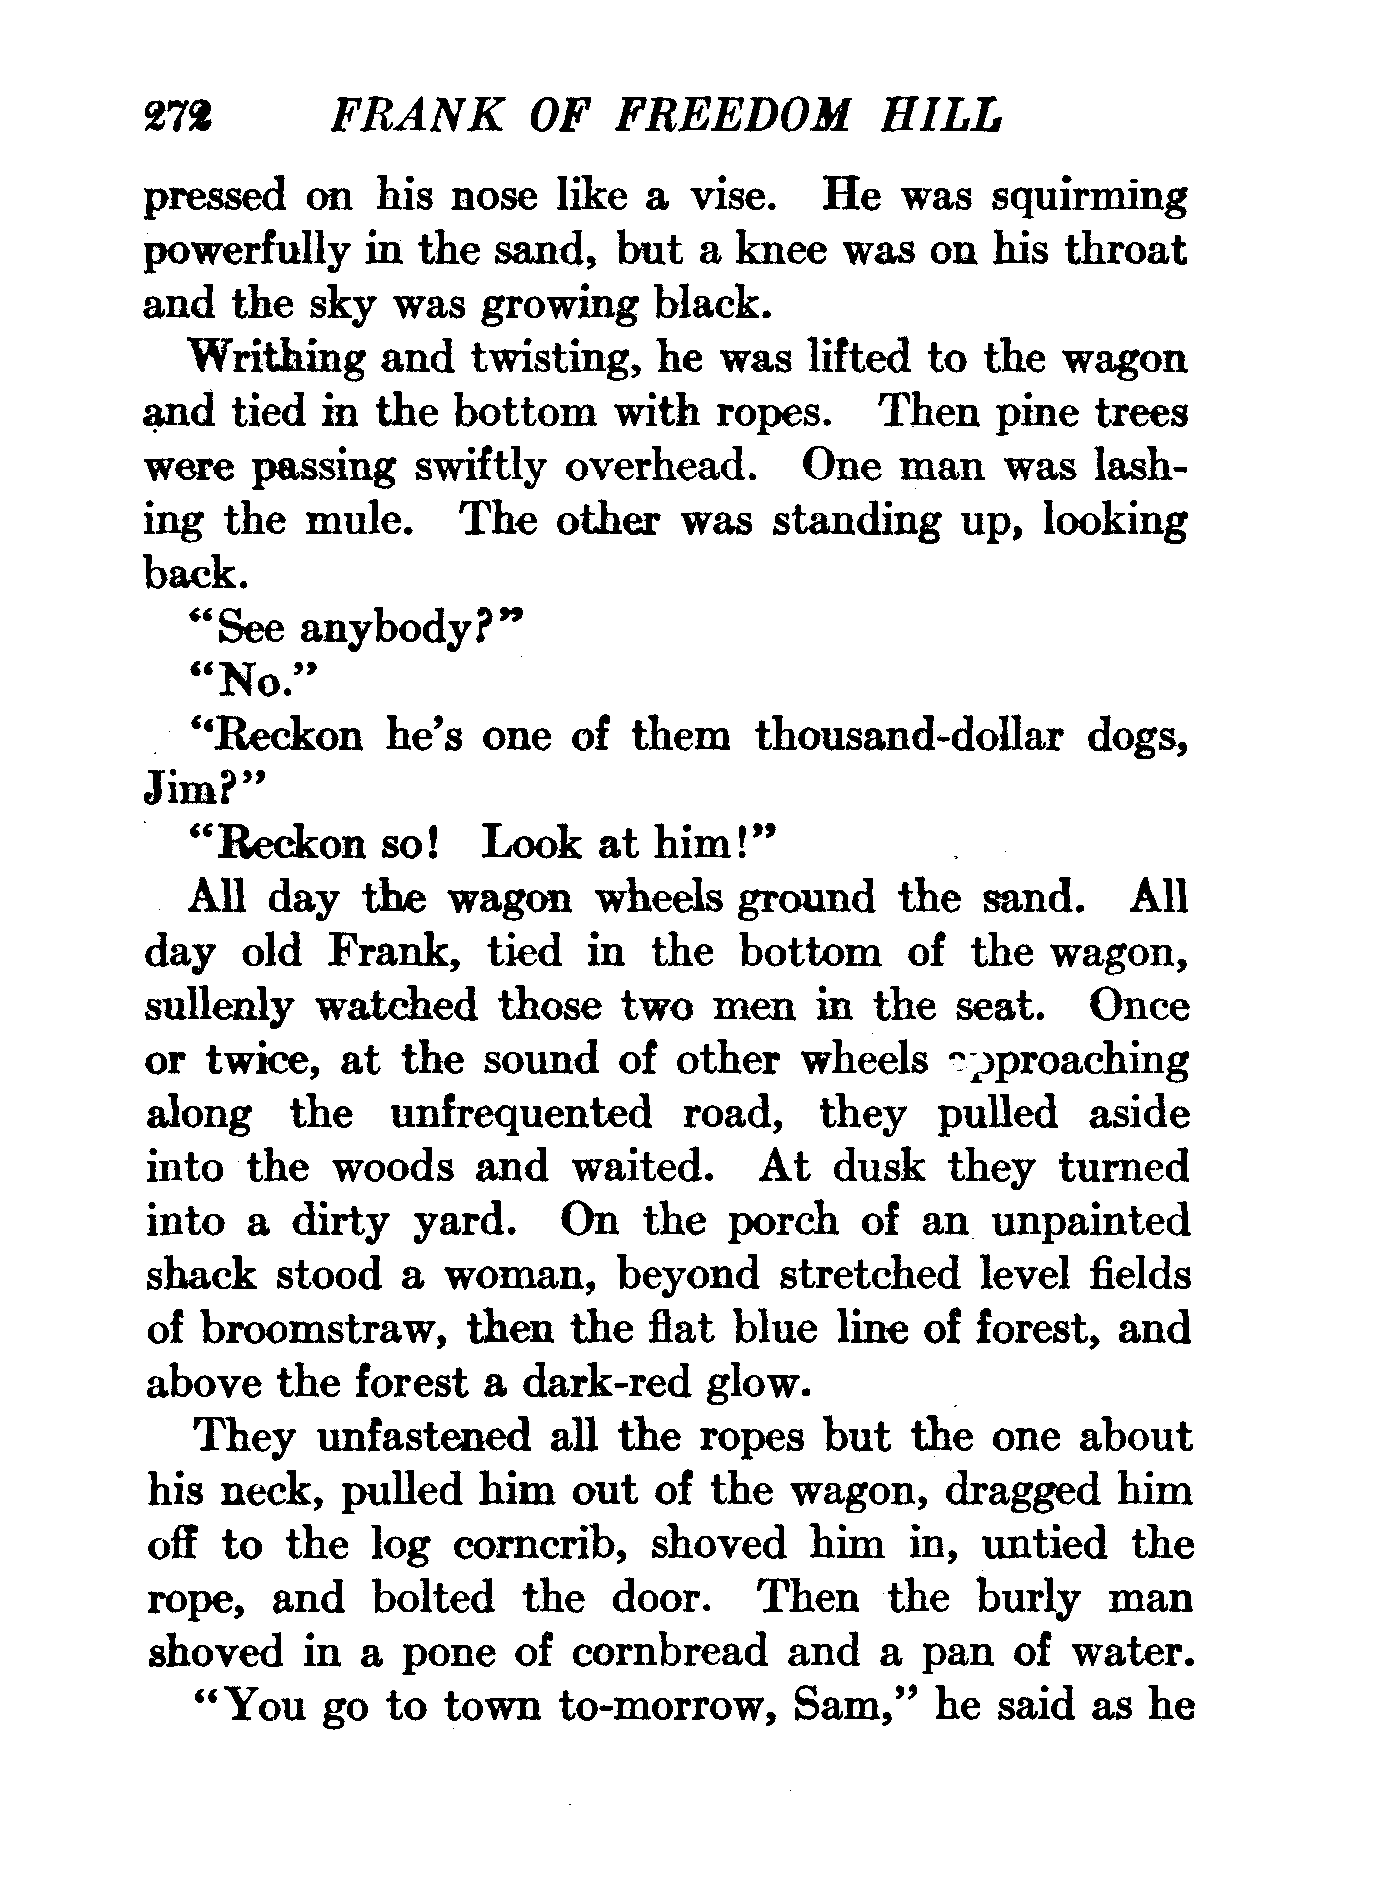 272 FRANK OF FREEDOM HILL
pressed on his nose like a vise. He was squirming
powerfully in the sand, but a knee was on his throat
and the sky was growing black.
Writhing and twisting, he was lifted to the wagon
and tied in the bottom with ropes. Then pine trees
were passing swiftly overhead. One man was lash-
ing the mule. The other was standing up, looking
back.
“See anybody?”
“No.”
“Reckon he’s one of them thousand-dollar dogs,
Jim?”
“Reckon so! Look at him!”
All day the wagon wheels ground the sand. All
day old Frank, tied in the bottom of the wagon,
sullenly watched those two men in the seat. Once
or twice, at the sound of other wheels approaching
along the unfrequented road, they pulled aside
into the woods and waited. At dusk they turned
into a dirty yard. On the porch of an unpainted
shack stood a woman, beyond stretched level fields
of broomstraw, then the flat blue line of forest, and
above the forest a dark-red glow.
They unfastened all the ropes but the one about
his neck, pulled him out of the wagon, dragged him
off to the log corncrib, shoved him in, untied the
rope, and bolted the door. Then the burly man
shoved in a pone of cornbread and a pan of water.
“You go to town to-morrow, Sam,” he said as he